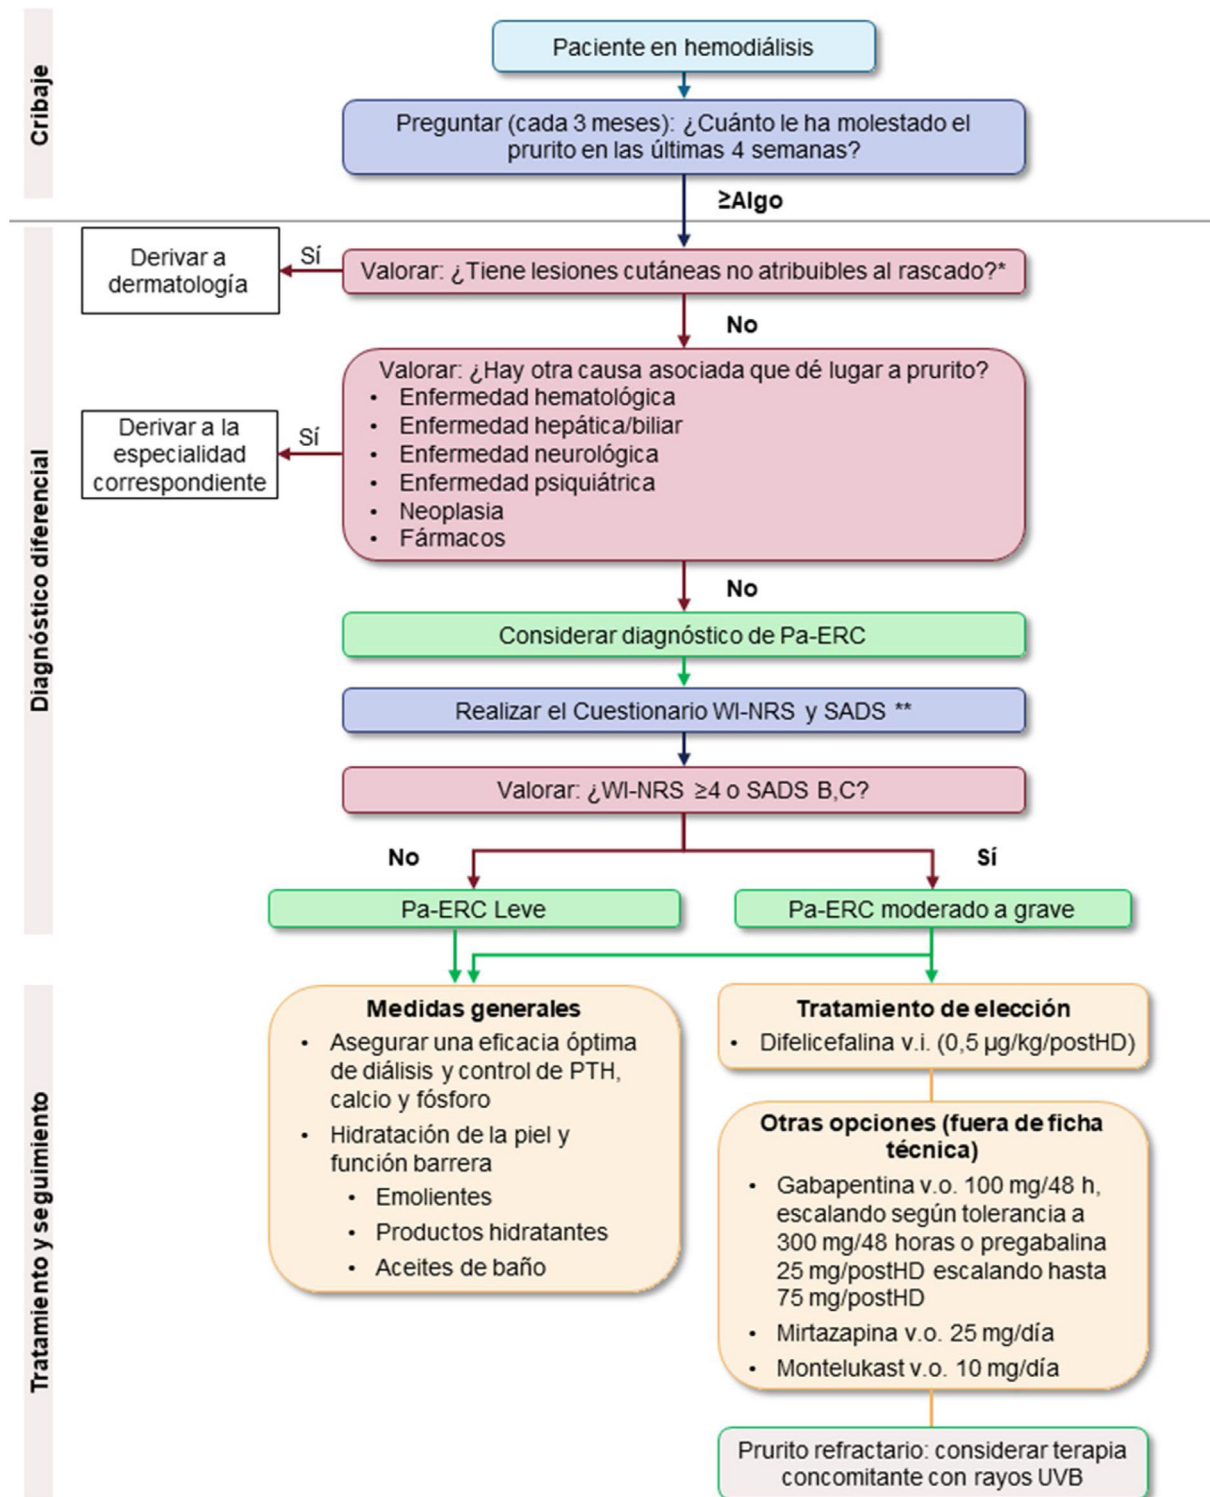 Cribaje
Paciente en hemodiálisis
Preguntar (cada 3 meses): ¿Cuánto le ha molestado el
prurito en las últimas 4 semanas?
≥Algo
Diagnóstico diferencial
Derivar a
dermatología
Sí
Valorar: ¿Tiene lesiones cutáneas no atribuibles al rascado?*
No
Valorar: ¿Hay otra causa asociada que dé lugar a prurito?
• Enfermedad hematológica
• Enfermedad hepática/biliar
• Enfermedad neurológica
• Enfermedad psiquiátrica
• Neoplasia
• Fármacos
Derivar a la
especialidad
correspondiente
Sí
No
Considerar diagnóstico de Pa-ERC
Realizar el Cuestionario WI-NRS y SADS **
Valorar: ¿WI-NRS ≥4 o SADS B,C?
No
Sí
Pa-ERC Leve
Pa-ERC moderado a grave
Tratamiento y seguimiento
Medidas generales
• Asegurar una eficacia óptima
de diálisis y control de PTH,
calcio y fósforo
• Hidratación de la piel y
función barrera
• Emolientes
• Productos hidratantes
• Aceites de baño
Tratamiento de elección
• Difelicefalina v.i. (0,5 µg/kg/postHD)
Otras opciones (fuera de ficha
técnica)
• Gabapentina v.o. 100 mg/48 h,
escalando según tolerancia a
300 mg/48 horas o pregabalina
25 mg/postHD escalando hasta
75 mg/postHD
• Mirtazapina v.o. 25 mg/día
• Montelukast v.o. 10 mg/día
Prurito refractario: considerar terapia
concomitante con rayos UVB